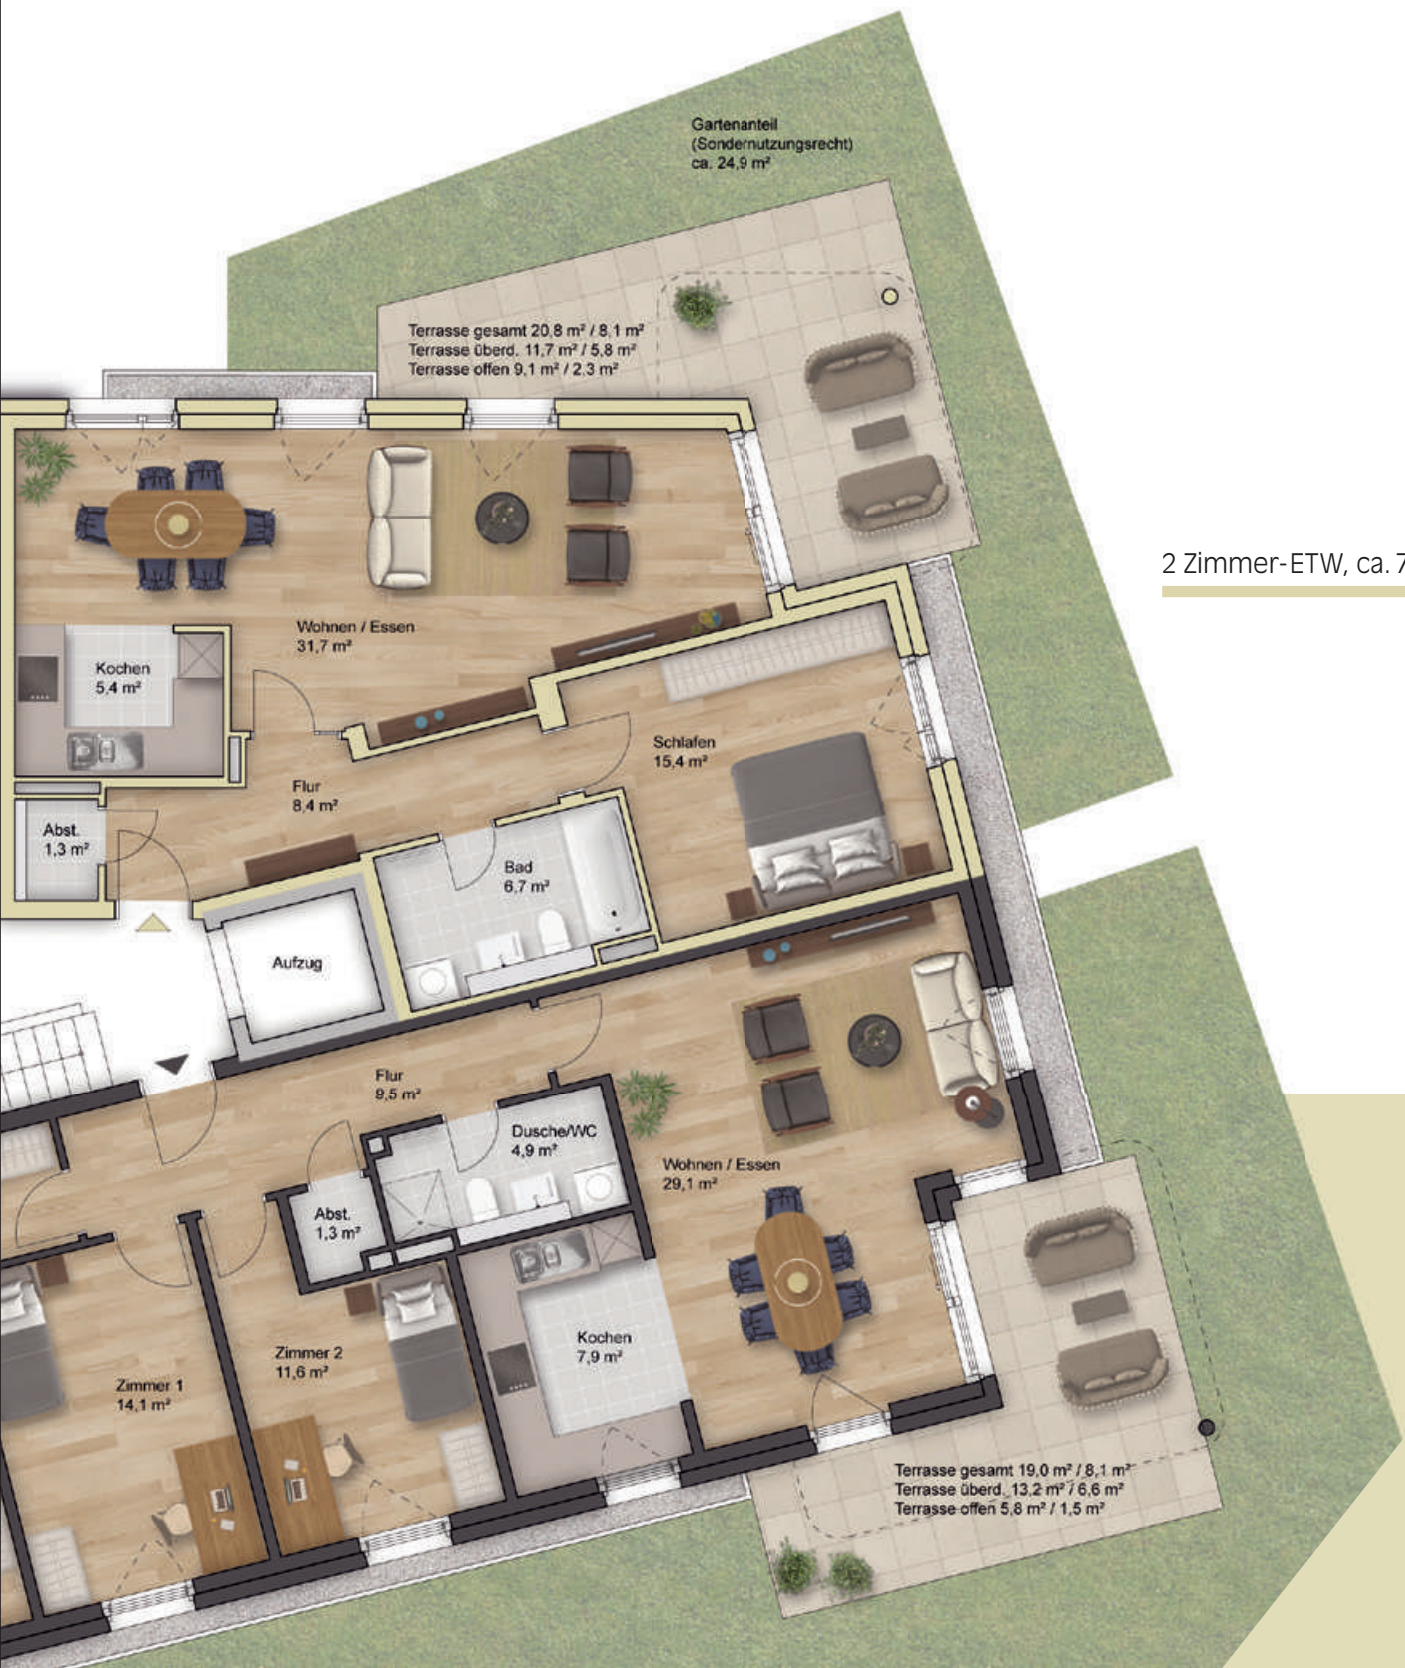 Gartenanteil
(Sondernutzungsrecht)
ca. 24,9 m²
Terrasse gesamt 20,8 m² / 8,1 m²
Terrasse überd. 11,7 m² / 5,8 m²
Terrasse offen 9,1 m² / 2,3 m²
2 Zimmer-ETW, ca. 7
Wohnen / Essen
31,7 m²
Kochen
5,4 m²
Schlafen
15,4 m²
Flur
8,4 m²
Abst.
1,3 m²
Bad
6,7 m²
Aufzug
Flur
9,5 m²
Dusche/WC
4,9 m²
Wohnen / Essen
29,1 m²
Abst.
1,3 m²
Kochen
7,9 m²
Zimmer 2
11,6 m²
Zimmer 1
14,1 m²
Terrasse gesamt 19,0 m² / 8,1 m²
Terrasse überd. 13,2 m² / 6,6 m²
Terrasse offen 5,8 m² / 1,5 m²